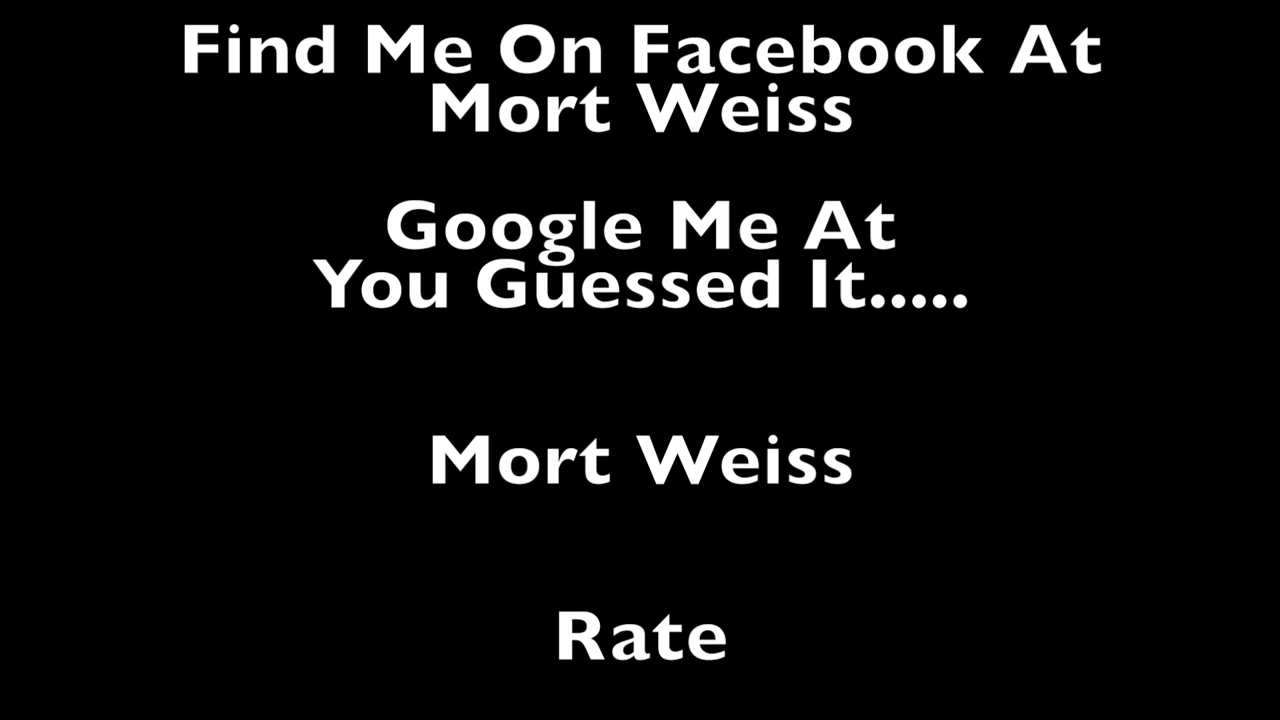 Find Me On Facebook At
Mort Weiss
Google Me At
You Guessed It.....
Mort Weiss
Rate